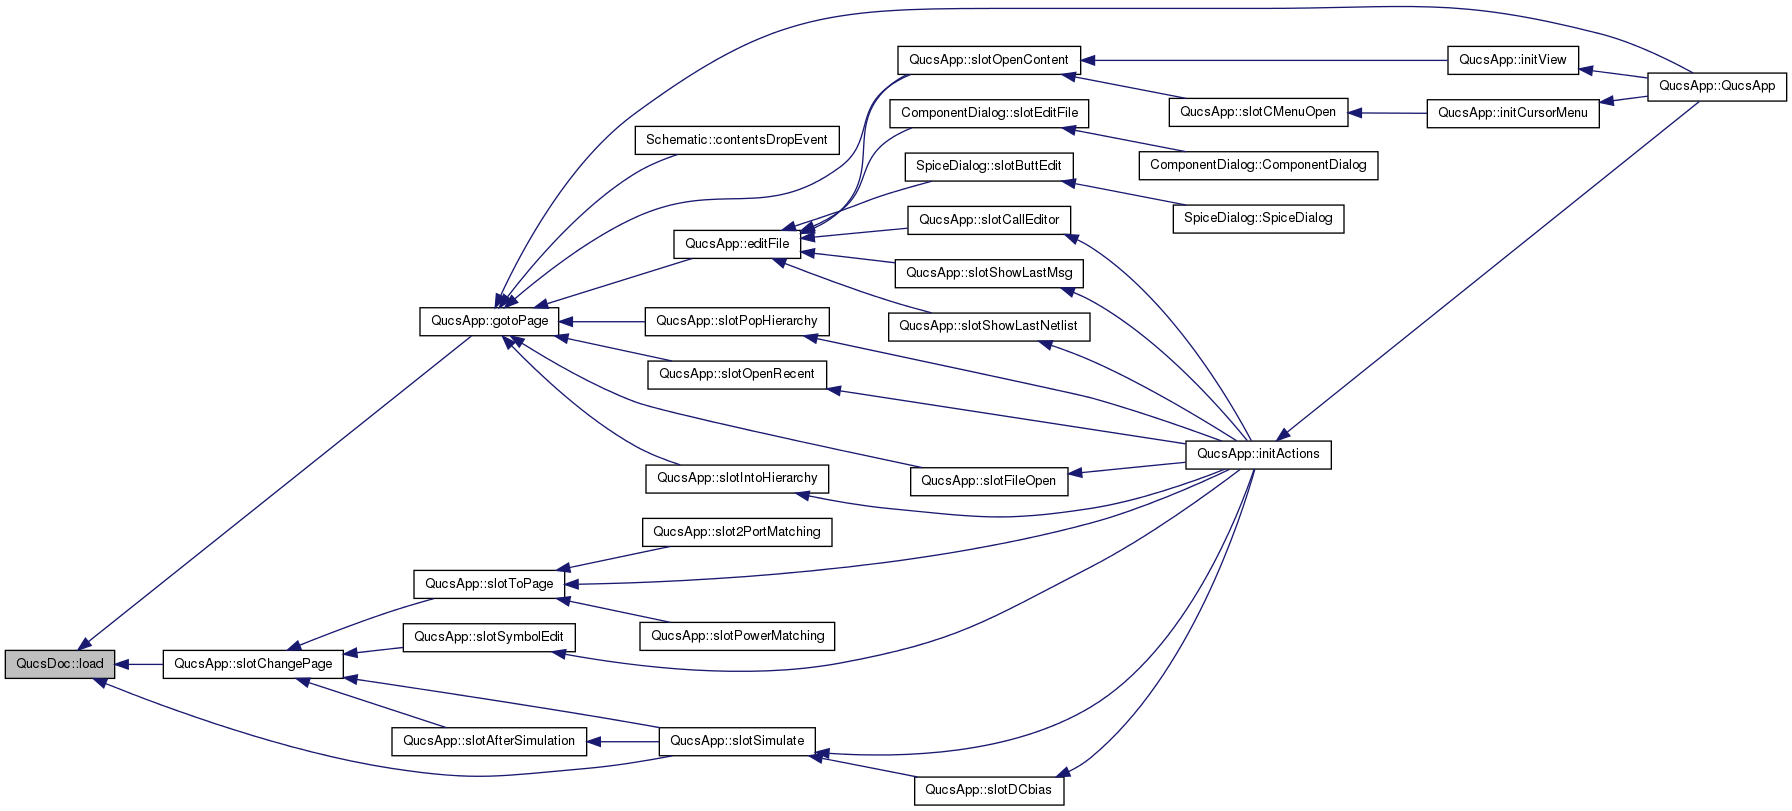 QucsApp::slotOpenContent
QucsApp::initView
QucsApp::QucsApp
ComponentDialog::slotEditFile
QucsApp::slotCMenuOpen
QucsApp::initCursorMenu
Schematic::contentsDropEvent
SpiceDialog::slotButtEdit
ComponentDialog::ComponentDialog
QucsApp::slotCallEditor
SpiceDialog::SpiceDialog
QucsApp::editFile
QucsApp::slotShowLastMsg
QucsApp::gotoPage
QucsApp::slotPopHierarchy
QucsApp::slotShowLastNetlist
QucsApp::slotOpenRecent
QucsApp::initActions
QucsApp::slotIntoHierarchy
QucsApp::slotFileOpen
QucsApp::slot2PortMatching
QucsApp::slotToPage
QucsApp::slotSymbolEdit
QucsApp::slotPowerMatching
QucsDoc::load
QucsApp::slotChangePage
QucsApp::slotAfterSimulation
QucsApp::slotSimulate
QucsApp::slotDCbias